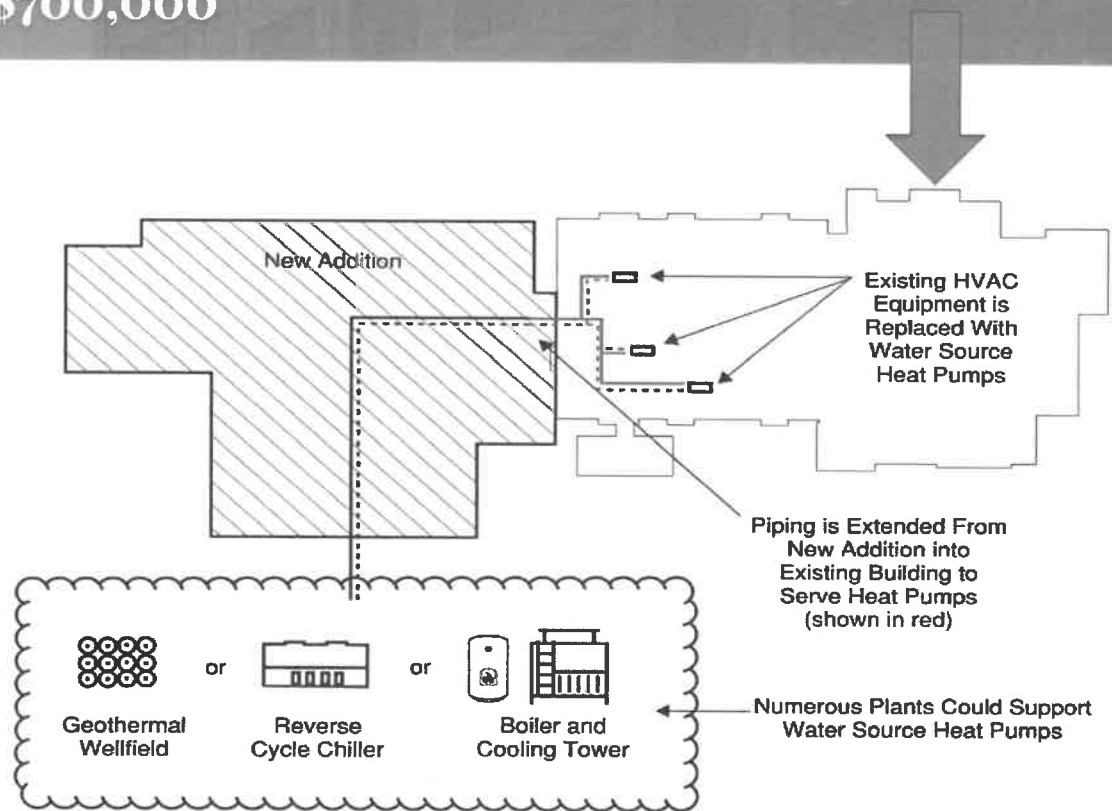 $700,000
New Addition
Existing HVAC
Equipment is
Replaced With
Water Source
Heat Pumps
Piping is Extended From
New Addition into
Existing Building to
Serve Heat Pumps
(shown in red)
or
or
Geothermal
Wellfield
Reverse
Cycle Chiller
Boiler and
Cooling Tower
Numerous Plants Could Support
Water Source Heat Pumps